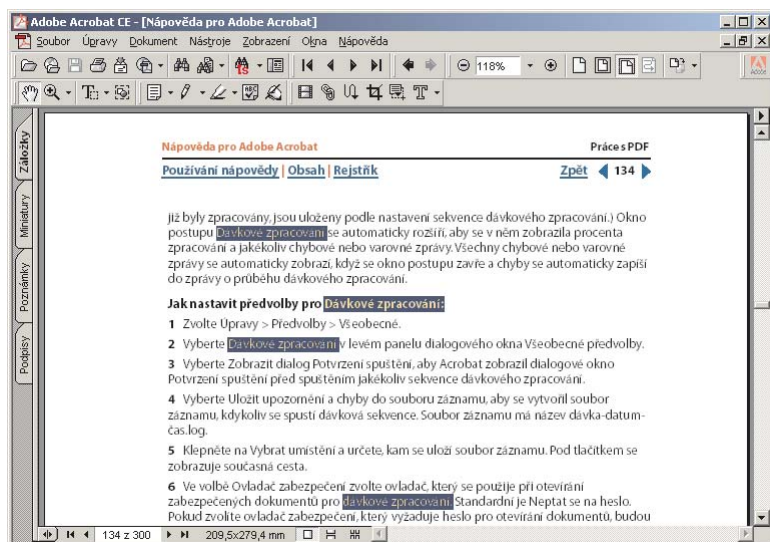 Adobe Acrobat CE - [Nápověda pro Adobe Acrobat]
Soubor Úpravy Dokument Nástroje Zobrazení Okna Nápověda
118%
Adobe
Záložky
Miniatury
Poznámky
Podpisy
Nápověda pro Adobe Acrobat Práce s PDF
Používání nápovědy | Obsah | Rejstřík Zpět 134
již byly zpracovány, jsou uloženy podle nastavení sekvence dávkového zpracování.) Okno
postupu Dávkové zpracování se automaticky rozšíří, aby se v něm zobrazila procenta
zpracování a jakékoliv chybové nebo varovné zprávy. Všechny chybové nebo varovné
zprávy se automaticky zobrazí, když se okno postupu zavře a chyby se automaticky zapíší
do zprávy o průběhu dávkového zpracování.
Jak nastavit předvolby pro Dávkové zpracování:
1 Zvolte Úpravy > Předvolby > Všeobecné.
2 Vyberte Dávkové zpracování v levém panelu dialogového okna Všeobecné předvolby.
3 Vyberte Zobrazit dialog Potvrzení spuštění, aby Acrobat zobrazil dialogové okno
Potvrzení spuštění před spuštěním jakékoliv sekvence dávkového zpracování.
4 Vyberte Uložit upozornění a chyby do souboru záznamu, aby se vytvořil soubor
záznamu, kdykoliv se spustí dávková sekvence. Soubor záznamu má název dávka-datum-
čas.log.
5 Klepněte na Vybrat umístění a určete, kam se uloží soubor záznamu. Pod tlačítkem se
zobrazuje současná cesta.
6 Ve volbě Ovladač zabezpečení zvolte ovladač, který se použije při otevírání
zabezpečených dokumentů pro dávkové zpracování. Standardní je Neptat se na heslo.
Pokud zvolíte ovladač zabezpečení, který vyžaduje heslo pro otevírání dokumentů, budou
134 z 300 209,5x279,4 mm